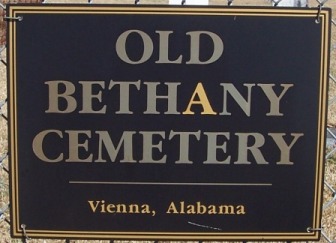 OLD
BETHANY
CEMETERY
Vienna, Alabama